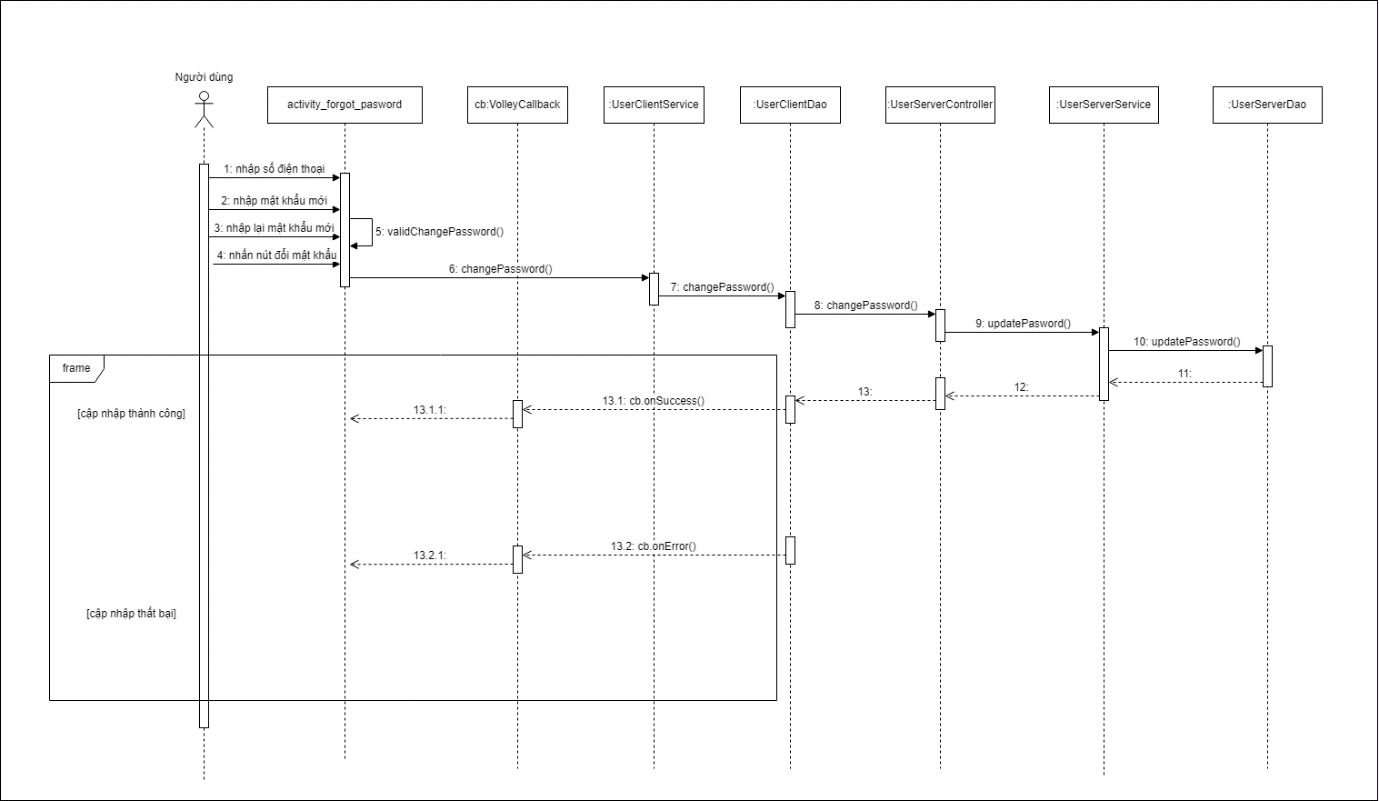 Người dùng
activity_forgot_pasword
cb:VolleyCallback
:UserClientService
:UserClientDao
:UserServerController
:UserServerService
:UserServerDao
1: nhập số điện thoại
2: nhập mật khẩu mới
3: nhập lại mật khẩu mới
5: validChangePassword()
4: nhấn nút đổi mật khẩu
6: changePassword()
7: changePassword()
8: changePassword()
9: updatePasword()
10: updatePassword()
frame
11:
12:
13:
13.1: cb.onSuccess()
13.1.1:
[cập nhập thành công]
13.2: cb.onError()
13.2.1:
[cập nhập thất bại]